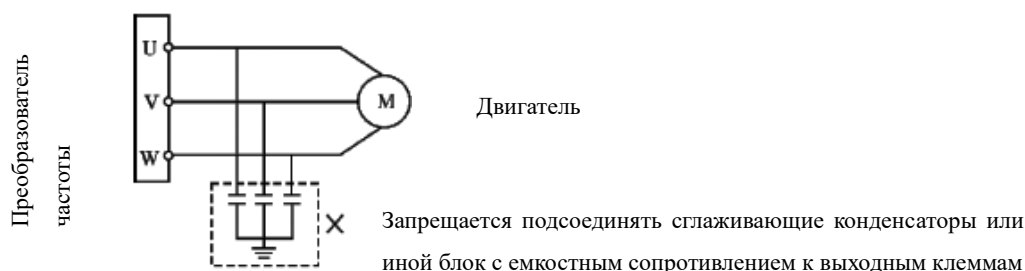 Преобразователь
частоты
U
V
W
M
Двигатель
X
Запрещается подсоединять сглаживающие конденсаторы или
иной блок с емкостным сопротивлением к выходным клеммам